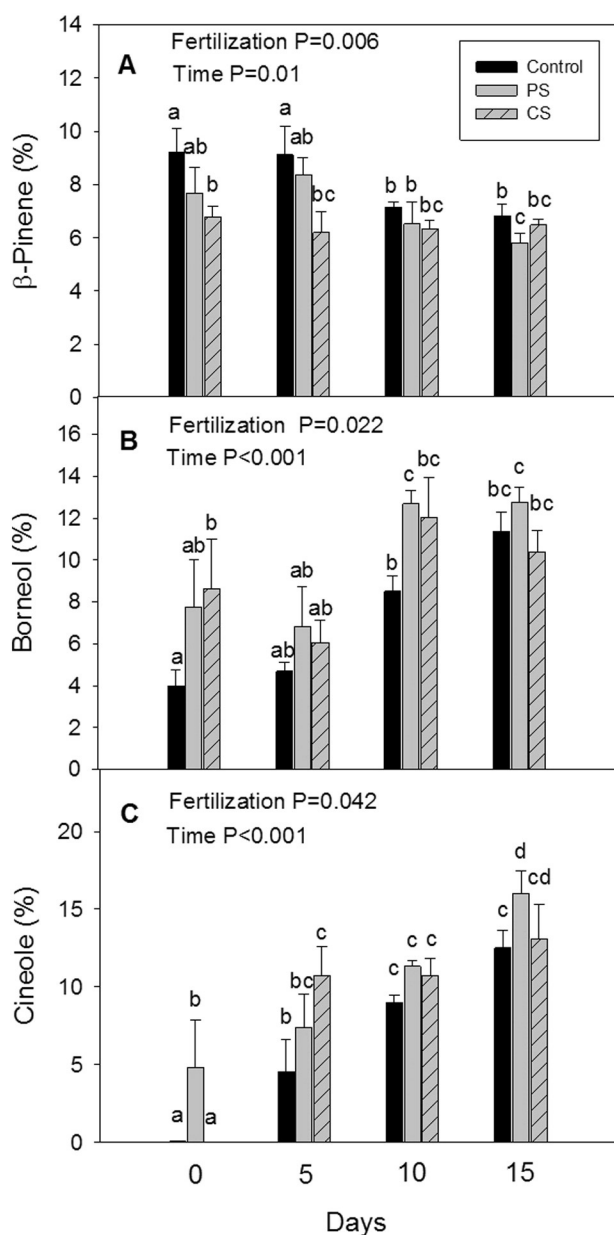 14
Fertilization P=0.006
A
Time P=0.01
Control
PS
CS
12
10
8
6
4
2
0
β-Pinene (%)
a ab b
a ab bc
b b bc
b c bc
B
Fertilization P=0.022
Time P<0.001
16
14
12
10
8
6
4
2
0
Borneol (%)
a ab b
ab ab ab
b c bc
bc c bc
C
Fertilization P=0.042
Time P<0.001
20
15
10
5
0
Cineole (%)
a b a
b bc c
c c c
c d cd
0 5 10 15
Days